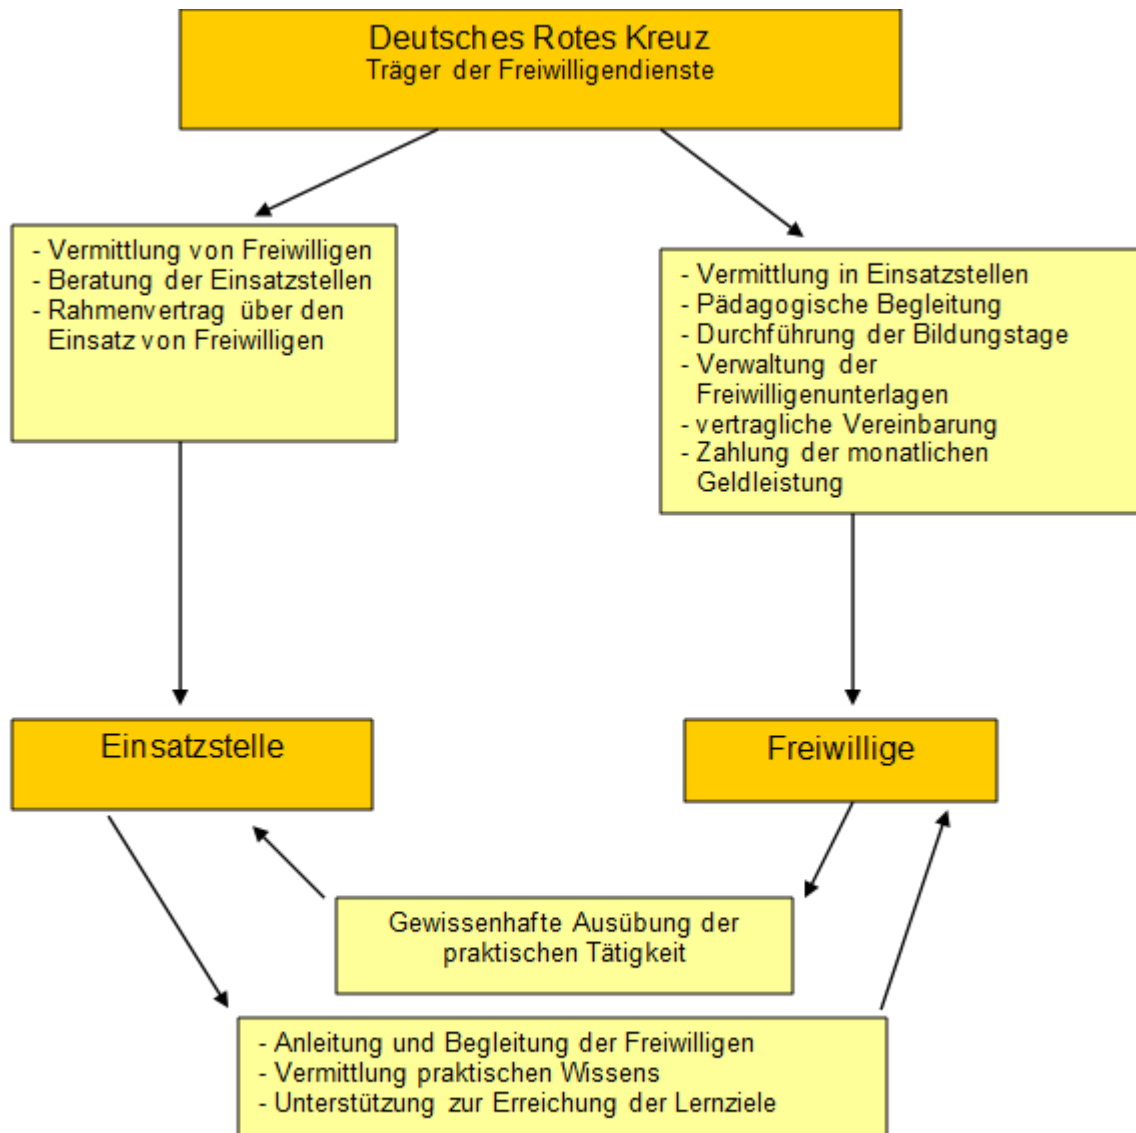 Deutsches Rotes Kreuz
Träger der Freiwilligendienste
- Vermittlung von Freiwilligen
- Beratung der Einsatzstellen
- Rahmenvertrag über den
Einsatz von Freiwilligen
- Vermittlung in Einsatzstellen
- Pädagogische Begleitung
- Durchführung der Bildungstage
- Verwaltung der
Freiwilligenunterlagen
- vertragliche Vereinbarung
- Zahlung der monatlichen
Geldleistung
Einsatzstelle
Freiwillige
Gewissenhafte Ausübung der
praktischen Tätigkeit
- Anleitung und Begleitung der Freiwilligen
- Vermittlung praktischen Wissens
- Unterstützung zur Erreichung der Lernziele